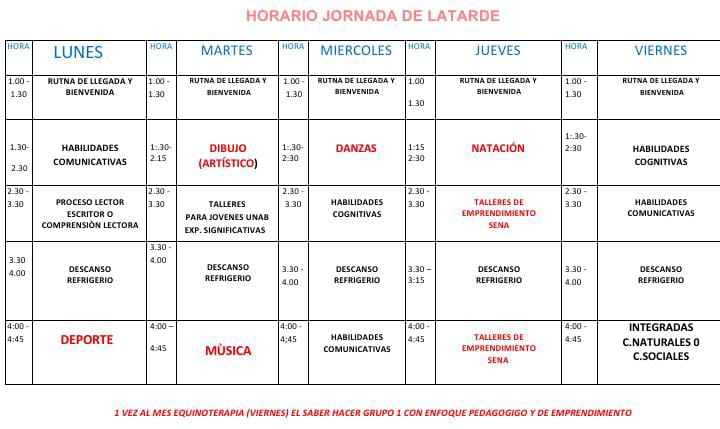 HORARIO JORNADA DE LATARDE
HORA LUNES HORA MARTES HORA MIERCOLES HORA JUEVES HORA VIERNES
1.00 -
1.30
RUTNA DE LLEGADA Y
BIENVENIDA
1.00 -
1.30
RUTNA DE LLEGADA Y
BIENVENIDA
1.00 -
1.30
RUTNA DE LLEGADA Y
BIENVENIDA
1.00
1.30
RUTNA DE LLEGADA Y
BIENVENIDA
1.00 -
1.30
RUTNA DE LLEGADA Y
BIENVENIDA
1.30-
2.30
HABILIDADES
COMUNICATIVAS
1:.30-
2.15
DIBUJO
(ARTÍSTICO)
1:.30-
2:30
DANZAS
1:15
2:30
NATACIÓN
1:.30-
2:30
HABILIDADES
COGNITIVAS
2.30 -
3.30
PROCESO LECTOR
ESCRITOR O
COMPRENSIÒN LECTORA
2.30 -
3.30
TALLERES
PARA JOVENES UNAB
EXP. SIGNIFICATIVAS
2.30 -
3.30
HABILIDADES
COGNITIVAS
2.30 -
3.30
TALLERES DE
EMPRENDIMIENTO
SENA
2.30 -
3.30
HABILIDADES
COMUNICATIVAS
3.30
4.00
DESCANSO
REFRIGERIO
3.30 -
4.00
DESCANSO
REFRIGERIO
3.30 -
4.00
DESCANSO
REFRIGERIO
3.30 –
3:15
DESCANSO
REFRIGERIO
3.30 -
4.00
DESCANSO
REFRIGERIO
4:00 -
4:45
DEPORTE
4:00 –
4:45
MÙSICA
4:00 -
4;45
HABILIDADES
COMUNICATIVAS
4:00 -
4:45
TALLERES DE
EMPRENDIMIENTO
SENA
4:00 -
4:45
INTEGRADAS
C.NATURALES 0
C.SOCIALES
1 VEZ AL MES EQUINOTERAPIA (VIERNES) EL SABER HACER GRUPO 1 CON ENFOQUE PEDAGOGIGO Y DE EMPRENDIMIENTO